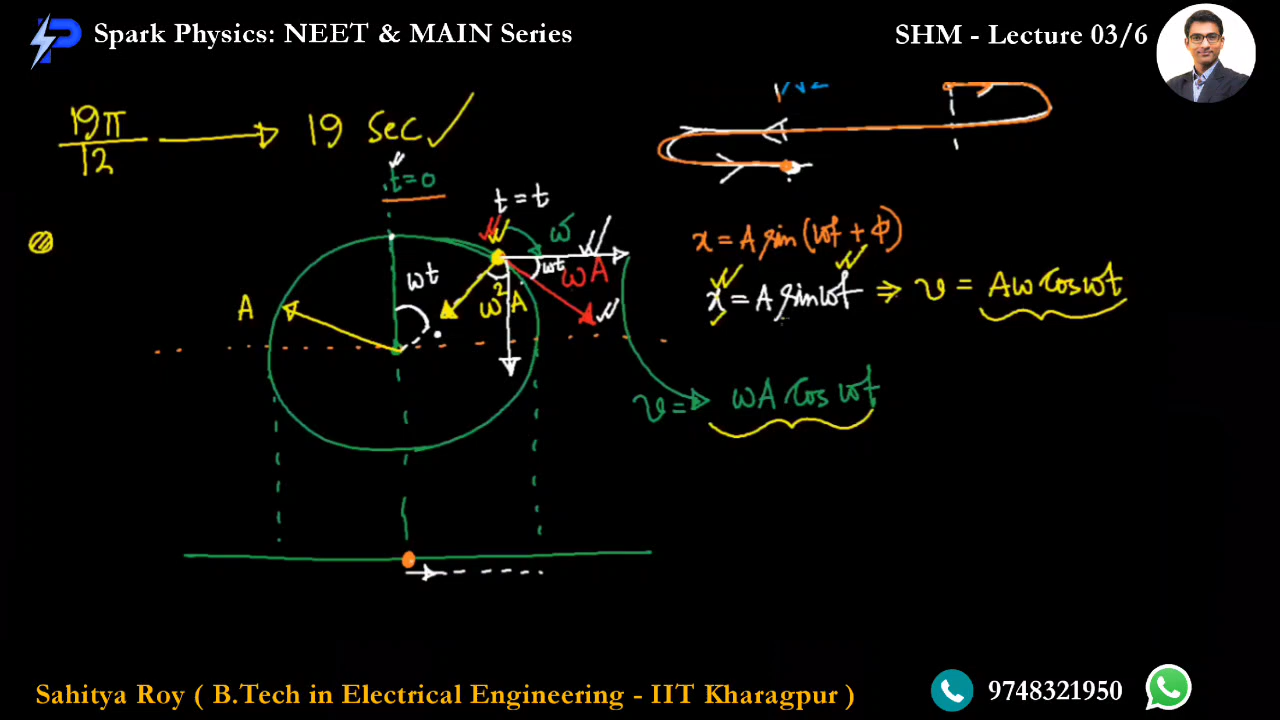 Spark Physics: NEET & MAIN Series
SHM - Lecture 03/6
19π/12 → 19 Sec ✓
t=0
t=t
ω
ωt
ωt
ωA
A
ω²A
x = A sin(ωt + φ)
x = A sinωt ⇒ v = Aω Cosωt
v = ωA Cos ωt
Sahitya Roy ( B.Tech in Electrical Engineering - IIT Kharagpur )
9748321950